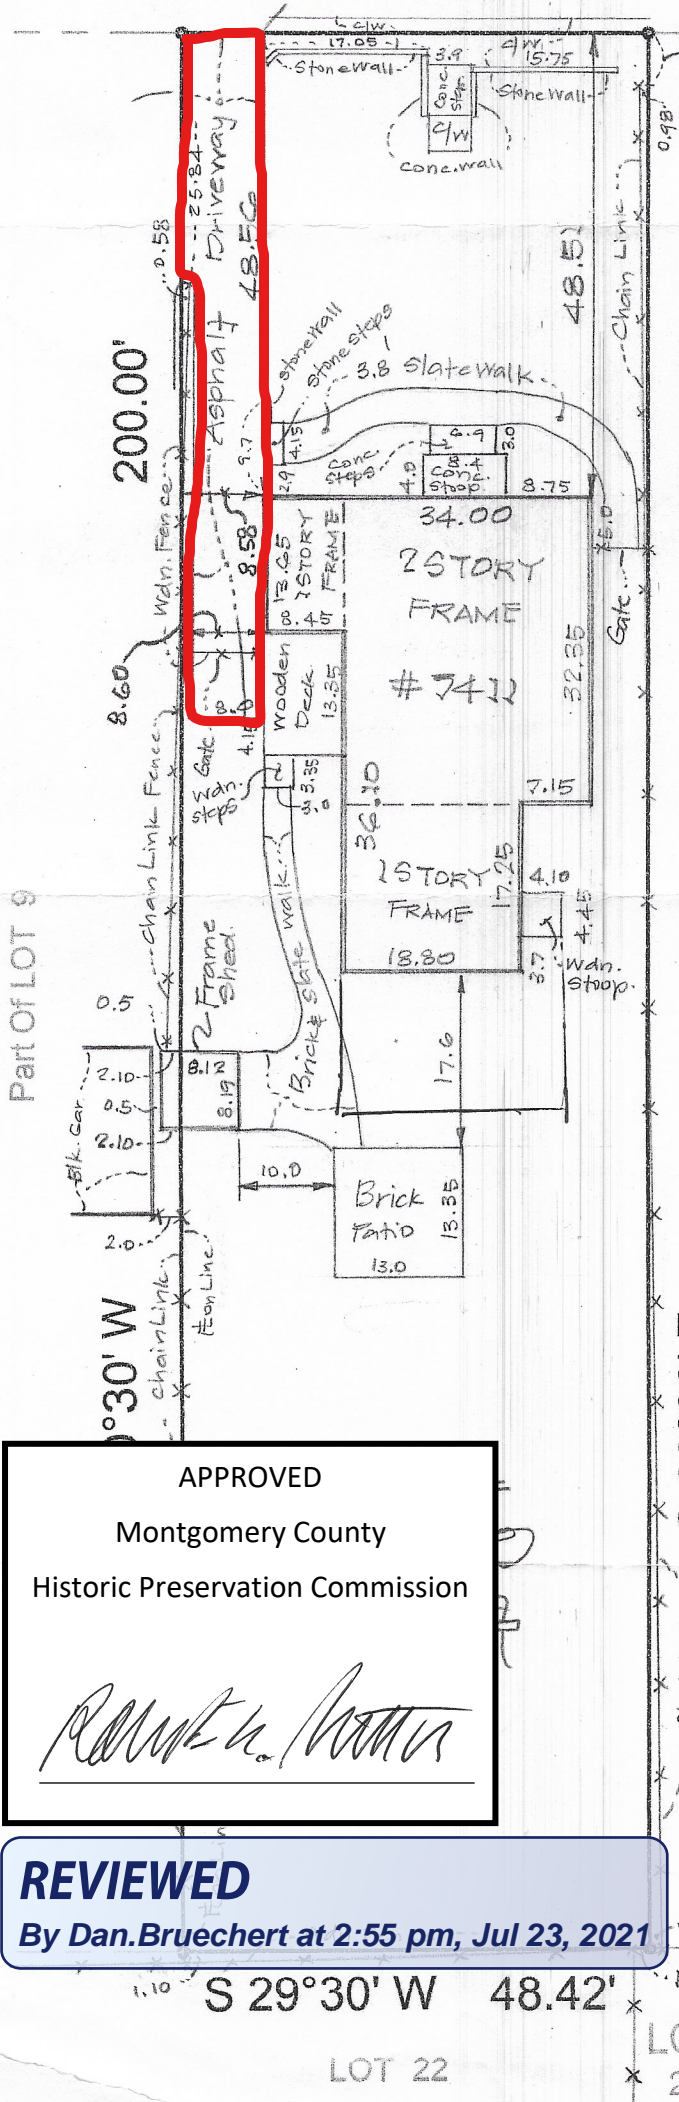 c/w
17.05
Stone Wall
3.9
Conc. Steps
c/w
conc. wall
c/w
15.75
Stone Wall
0.98
25.84
Driveway
48.56
0.58
Asphalt
Stone Wall
Stone Steps
48.51
Chain Link
200.00'
3.8 Slate Walk
9.7
4.15
2.9
Conc Steps
6.9
3.0
4.0
8.4
Conc. Stoop
8.75
Wdn. Fence
8.58
34.00
13.65
1 STORY
FRAME
8.45
2 STORY
FRAME
5.0
Gate
# 7411
32.35
8.60
Wooden
Deck
13.35
8.0
4.15
Gate
Wdn. Steps
3.35
3.0
36.10
7.15
Chain Link Fence
1 STORY
FRAME
17.25
18.80
4.10
4.45
3.7
Wdn. Stoop.
Part Of LOT 9
Frame
Shed.
Brick & Slate walk
0.5
2.10
8.12
0.5
8.19
2.10
Blk. Gar.
17.6
10.0
Brick
Patio
13.35
13.0
2.0
chain Link
on Line
°30' W
APPROVED
Montgomery County
Historic Preservation Commission
REVIEWED
By Dan.Bruechert at 2:55 pm, Jul 23, 2021
1.10
S 29°30' W 48.42'
LOT 22